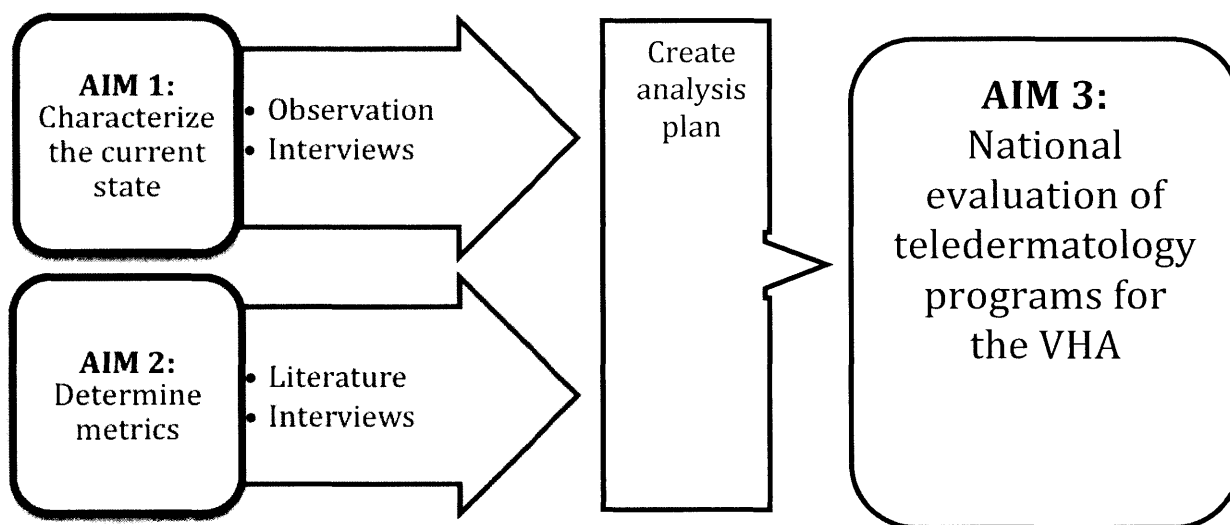 AIM 1:
Characterize
the current
state
• Observation
• Interviews
AIM 2:
Determine
metrics
• Literature
• Interviews
Create
analysis
plan
AIM 3:
National
evaluation of
teledermatology
programs for
the VHA